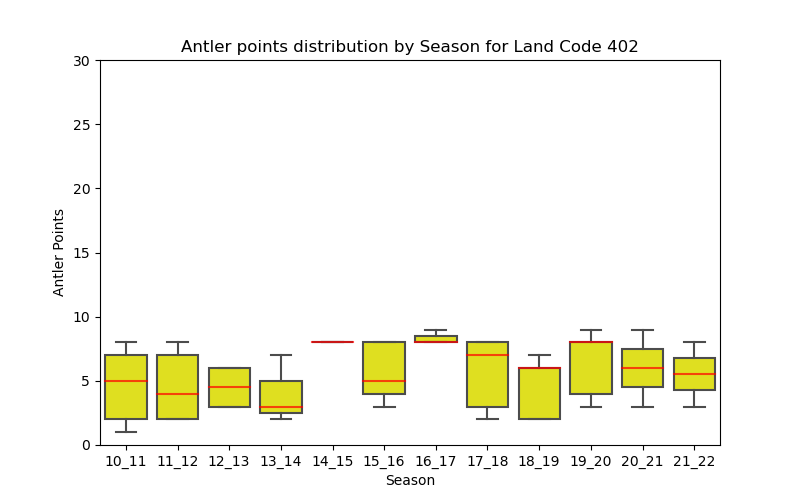 Antler points distribution by Season for Land Code 402
30
25
20
15
10
5
0
Antler Points
10_11 11_12 12_13 13_14 14_15 15_16 16_17 17_18 18_19 19_20 20_21 21_22
Season